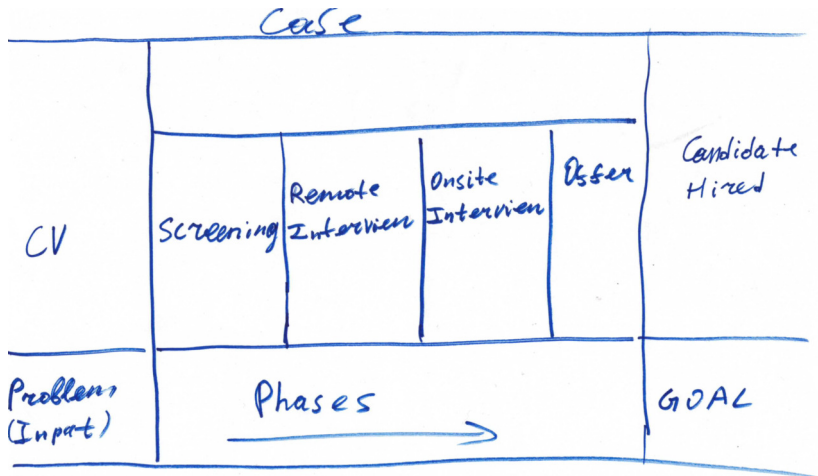 Case
CV
Screening
Remote
Interview
Onsite
Interview
Offer
Candidate
Hired
Problem
(Input)
Phases
GOAL